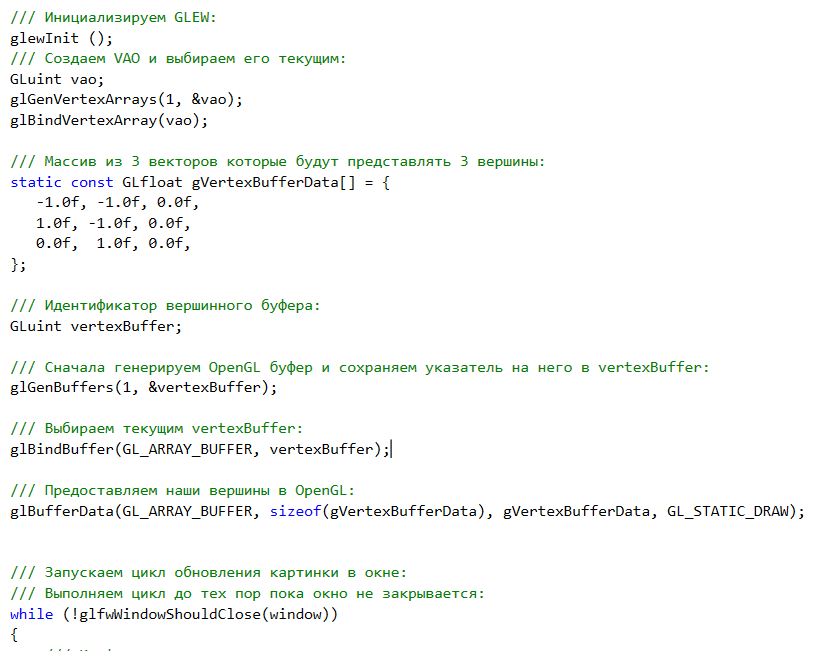 /// Инициализируем GLEW:
glewInit ();
/// Создаем VAO и выбираем его текущим:
GLuint vao;
glGenVertexArrays(1, &vao);
glBindVertexArray(vao);
/// Массив из 3 векторов которые будут представлять 3 вершины:
static const GLfloat gVertexBufferData[] = {
-1.0f, -1.0f, 0.0f,
1.0f, -1.0f, 0.0f,
0.0f,  1.0f, 0.0f,
};
/// Идентификатор вершинного буфера:
GLuint vertexBuffer;
/// Сначала генерируем OpenGL буфер и сохраняем указатель на него в vertexBuffer:
glGenBuffers(1, &vertexBuffer);
/// Выбираем текущим vertexBuffer:
glBindBuffer(GL_ARRAY_BUFFER, vertexBuffer);
/// Предоставляем наши вершины в OpenGL:
glBufferData(GL_ARRAY_BUFFER, sizeof(gVertexBufferData), gVertexBufferData, GL_STATIC_DRAW);
/// Запускаем цикл обновления картинки в окне:
/// Выполняем цикл до тех пор пока окно не закрывается:
while (!glfwWindowShouldClose(window))
{